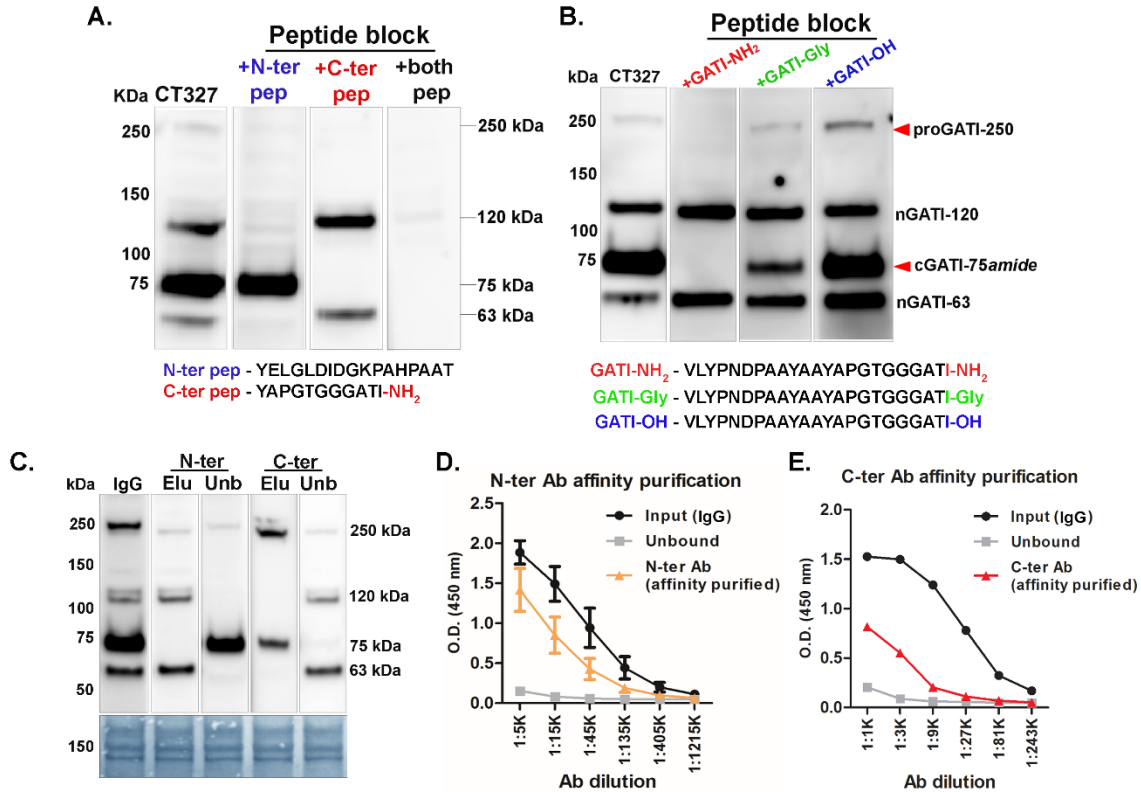 A.
Peptide block
+N-ter pep
+C-ter pep
+both pep
KDa
CT327
250
150
100
75
250 kDa
120 kDa
75 kDa
63 kDa
N-ter pep - YELGLDIDGKPAHPAAT
C-ter pep - YAPGTGGGATI-NH2
B.
Peptide block
kDa
CT327
+GATI-NH2
+GATI-Gly
+GATI-OH
250
150
100
75
50
proGATI-250
nGATI-120
cGATI-75amide
nGATI-63
GATI-NH2 - VLYPNDPAAYAAYAPGTGGGATI-NH2
GATI-Gly - VLYPNDPAAYAAYAPGTGGGATI-Gly
GATI-OH - VLYPNDPAAYAAYAPGTGGGATI-OH
C.
N-ter
C-ter
kDa
IgG
Elu
Unb
Elu
Unb
250
150
100
75
50
150
250 kDa
120 kDa
75 kDa
63 kDa
D.
N-ter Ab affinity purification
Input (IgG)
Unbound
N-ter Ab
(affinity purified)
O.D. (450 nm)
2.0
1.5
1.0
0.5
0.0
1:5K
1:15K
1:45K
1:135K
1:405K
1:1215K
Ab dilution
E.
C-ter Ab affinity purification
Input (IgG)
Unbound
C-ter Ab
(affinity purified)
O.D. (450 nm)
2.0
1.5
1.0
0.5
0.0
1:1K
1:3K
1:9K
1:27K
1:81K
1:243K
Ab dilution